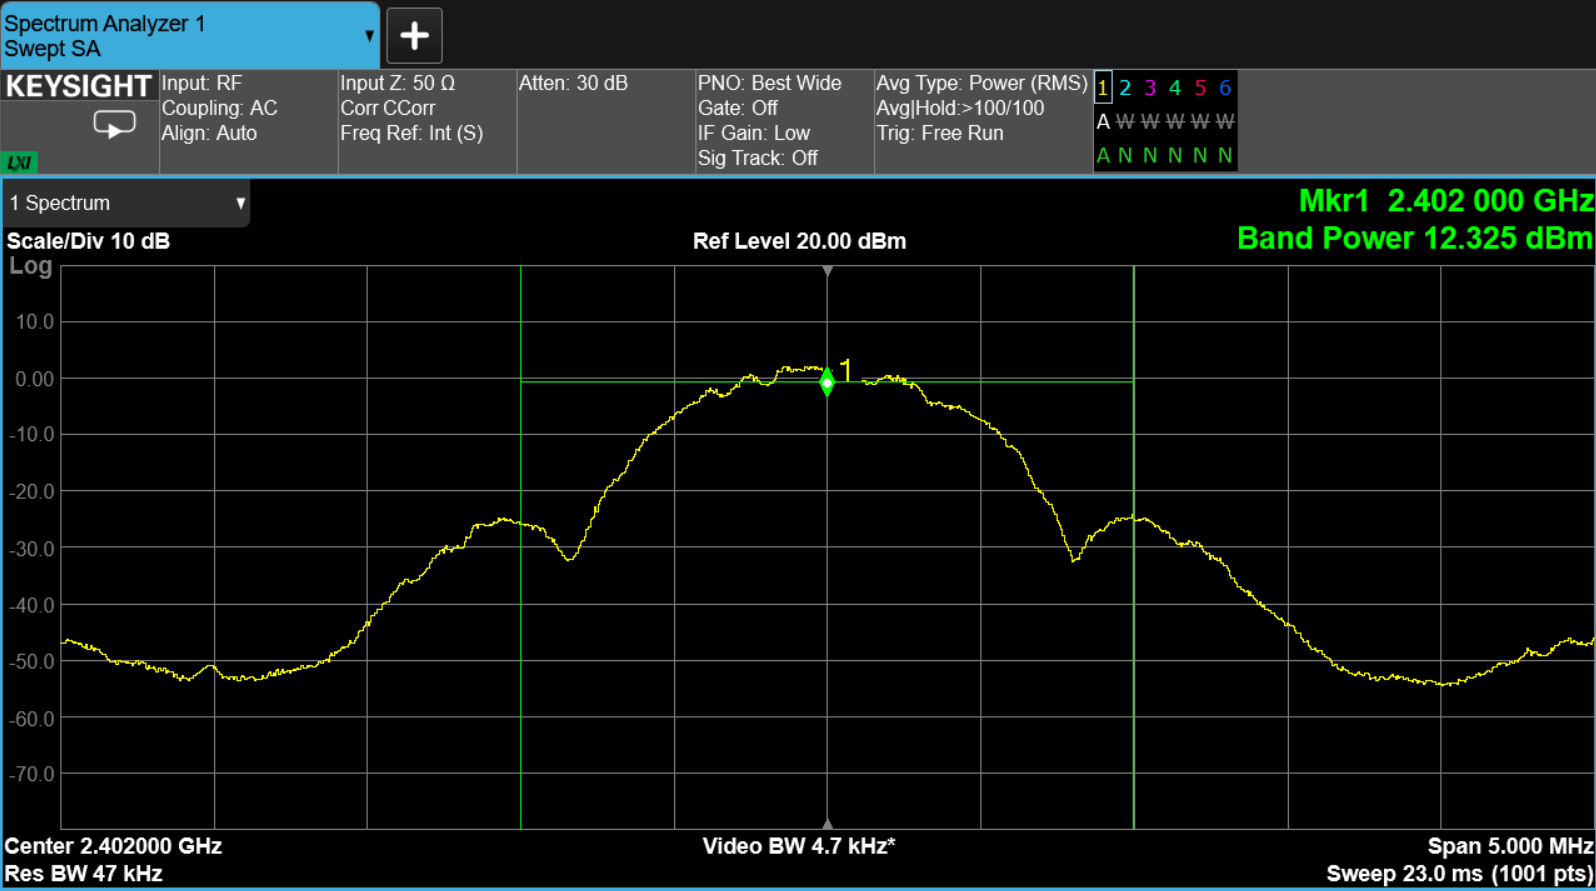 Spectrum Analyzer 1
Swept SA
KEYSIGHT
LXI
Input: RF
Coupling: AC
Align: Auto
Input Z: 50 Ω
Corr CCorr
Freq Ref: Int (S)
Atten: 30 dB
PNO: Best Wide
Gate: Off
IF Gain: Low
Sig Track: Off
Avg Type: Power (RMS)
Avg|Hold:>100/100
Trig: Free Run
1 2 3 4 5 6
A W W W W W
A N N N N N
1 Spectrum
Mkr1 2.402 000 GHz
Band Power 12.325 dBm
Scale/Div 10 dB
Ref Level 20.00 dBm
Log
10.0
0.00
-10.0
-20.0
-30.0
-40.0
-50.0
-60.0
-70.0
1
Center 2.402000 GHz
Video BW 4.7 kHz*
Span 5.000 MHz
Res BW 47 kHz
Sweep 23.0 ms (1001 pts)